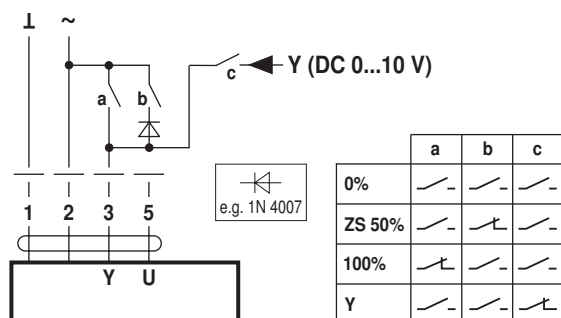 ⊥ ~
c Y (DC 0...10 V)
a b
a b c
e.g. 1N 4007
0%
1 2 3 5
ZS 50%
Y U
100%
Y